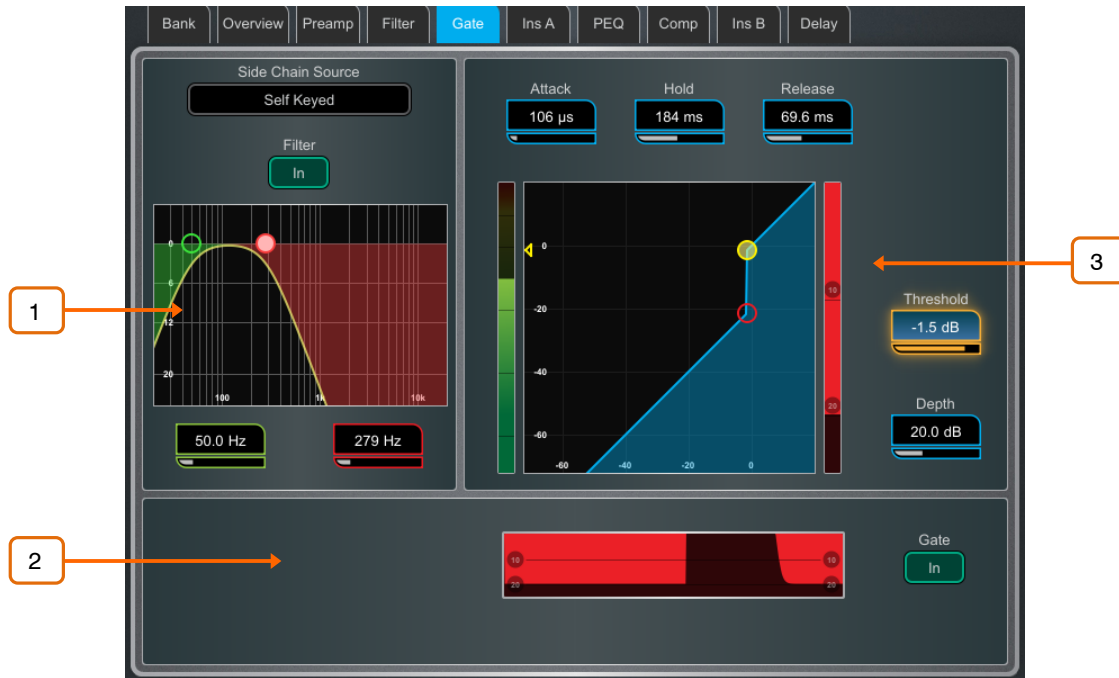 Bank Overview Preamp Filter Gate Ins A PEQ Comp Ins B Delay
Side Chain Source
Self Keyed
Filter
In
0
6
12
20
100 1k 10k
50.0 Hz 279 Hz
1
Attack Hold Release
106 µs 184 ms 69.6 ms
0
-20
-40
-60
-60 -40 -20 0
10
20
3
Threshold
-1.5 dB
Depth
20.0 dB
2
10 10
20 20
Gate
In